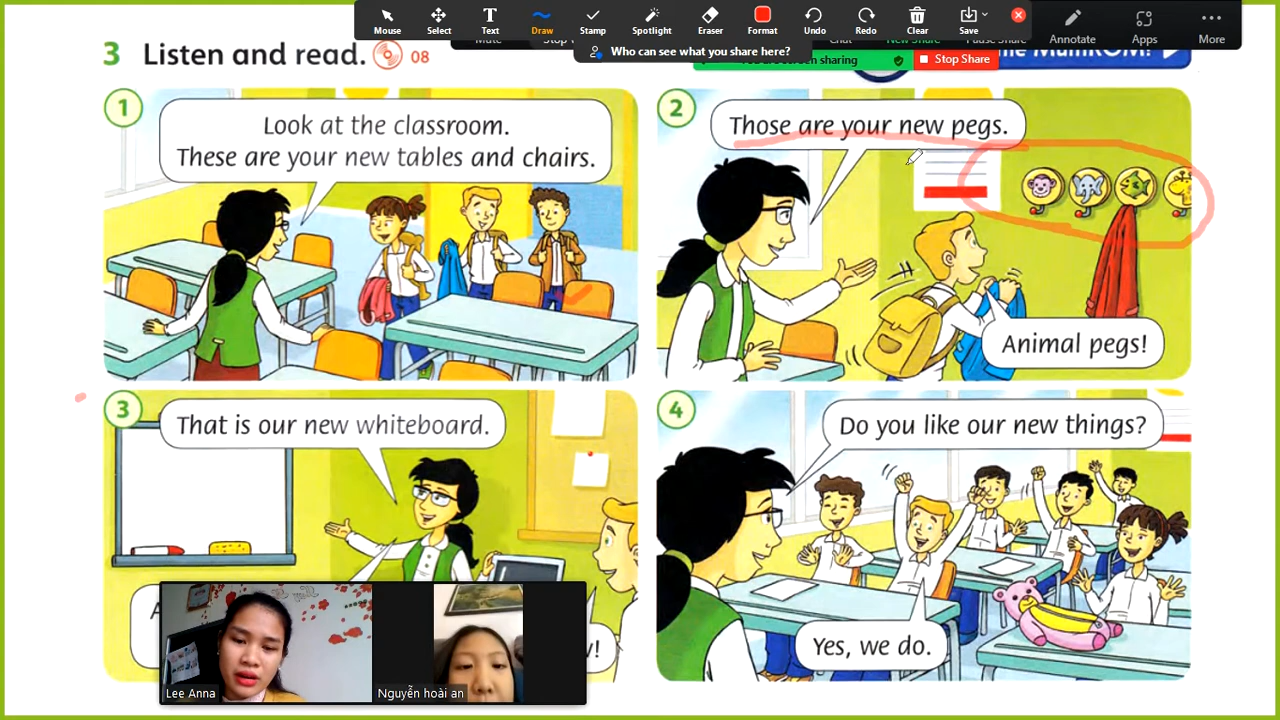 Mouse Select Text Draw Stamp Spotlight Eraser Format Undo Redo Clear Save Annotate Apps More
Who can see what you share here?
screen sharing Stop Share
3 Listen and read. 08
1
Look at the classroom.
These are your new tables and chairs.
2
Those are your new pegs.
Animal pegs!
3
That is our new whiteboard.
4
Do you like our new things?
Yes, we do.
Lee Anna
Nguyễn hoài an